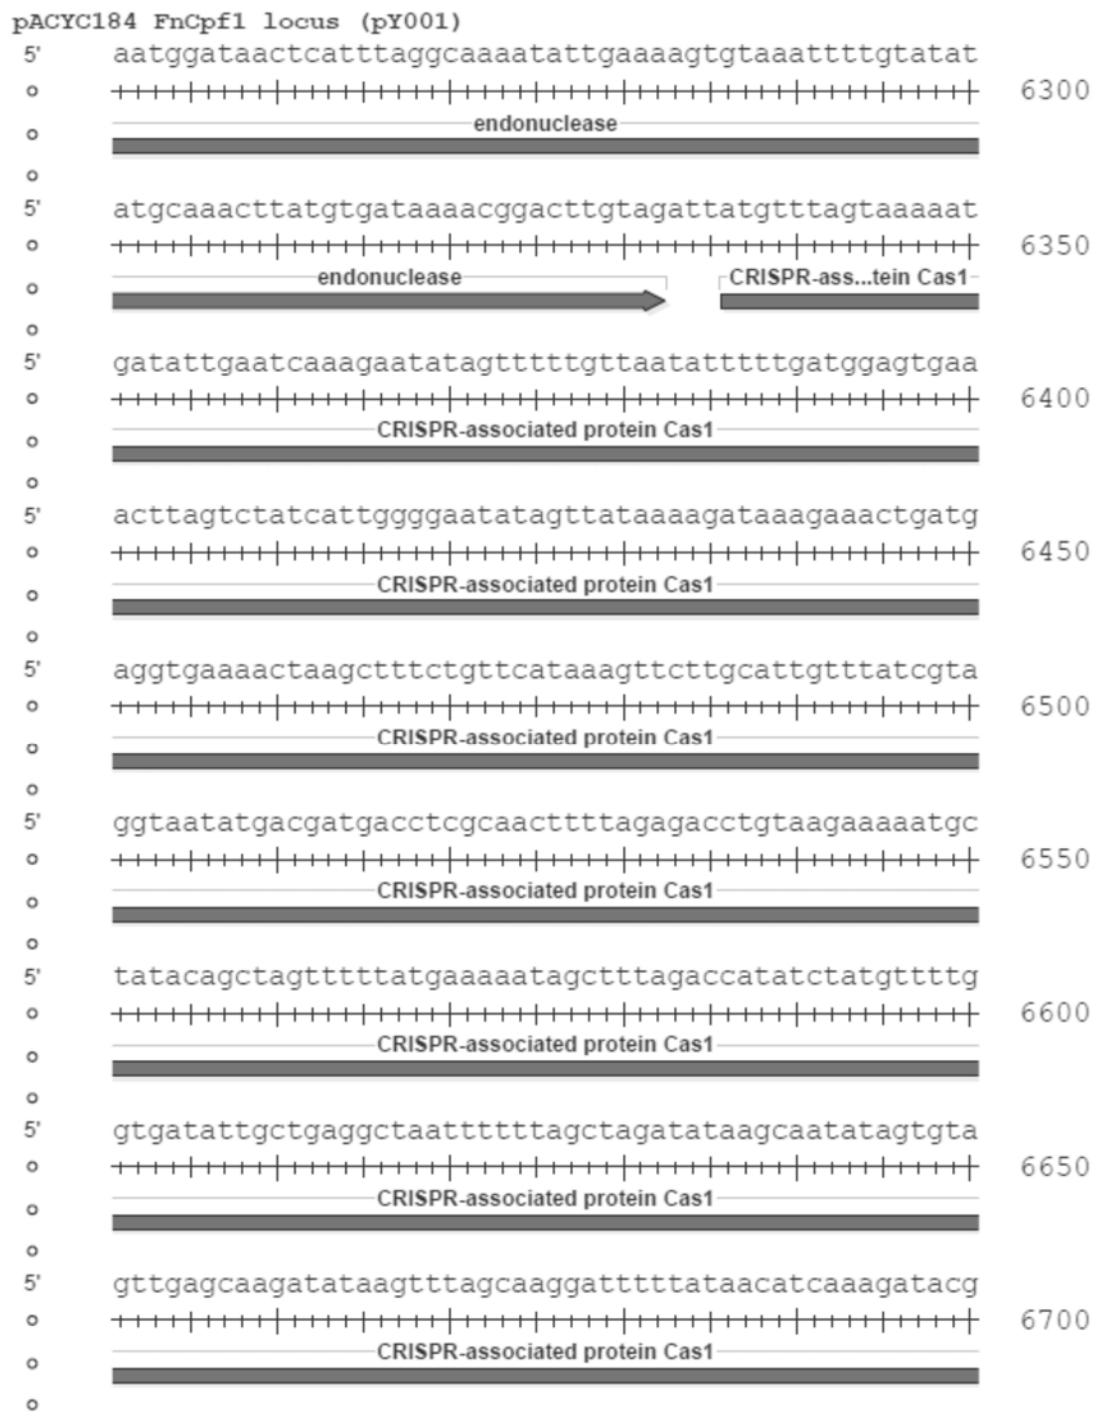 pACYC184 FnCpf1 locus (pY001)
5' aatggataactcatttaggcaaaatattgaaaagtgtaaattttgtatat
6300
endonuclease
5' atgcaaacttatgtgataaaacggacttgtagattatgtttagtaaaaat
6350
endonuclease CRISPR-ass...tein Cas1
5' gatattgaatcaaagaatatagtttttgttaatatttttgatggagtgaa
6400
CRISPR-associated protein Cas1
5' acttagtctatcattggggaatatagttataaaagataaagaaactgatg
6450
CRISPR-associated protein Cas1
5' aggtgaaaactaagctttctgttcataaagttcttgcattgtttatcgta
6500
CRISPR-associated protein Cas1
5' ggtaatatgacgatgacctcgcaacttttagagacctgtaagaaaaatgc
6550
CRISPR-associated protein Cas1
5' tatacagctagtttttatgaaaaatagctttagaccatatctatgttttg
6600
CRISPR-associated protein Cas1
5' gtgatattgctgaggctaattttttagctagatataagcaatatagtgta
6650
CRISPR-associated protein Cas1
5' gttgagcaagatataagtttagcaaggatttttataacatcaaagatacg
6700
CRISPR-associated protein Cas1